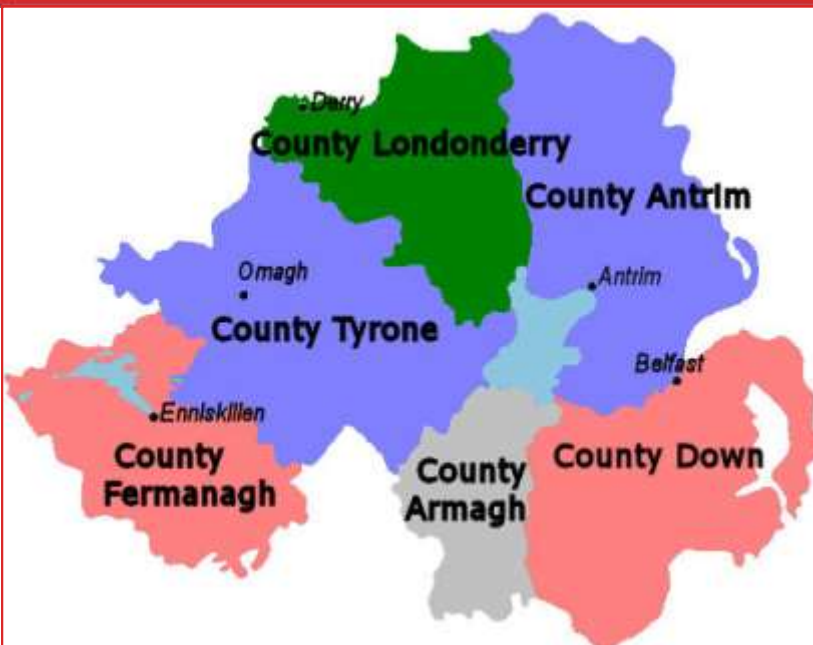 Derry
County Londonderry
County Antrim
Omagh
Antrim
County Tyrone
Belfast
Enniskillen
County
Fermanagh
County Down
County
Armagh